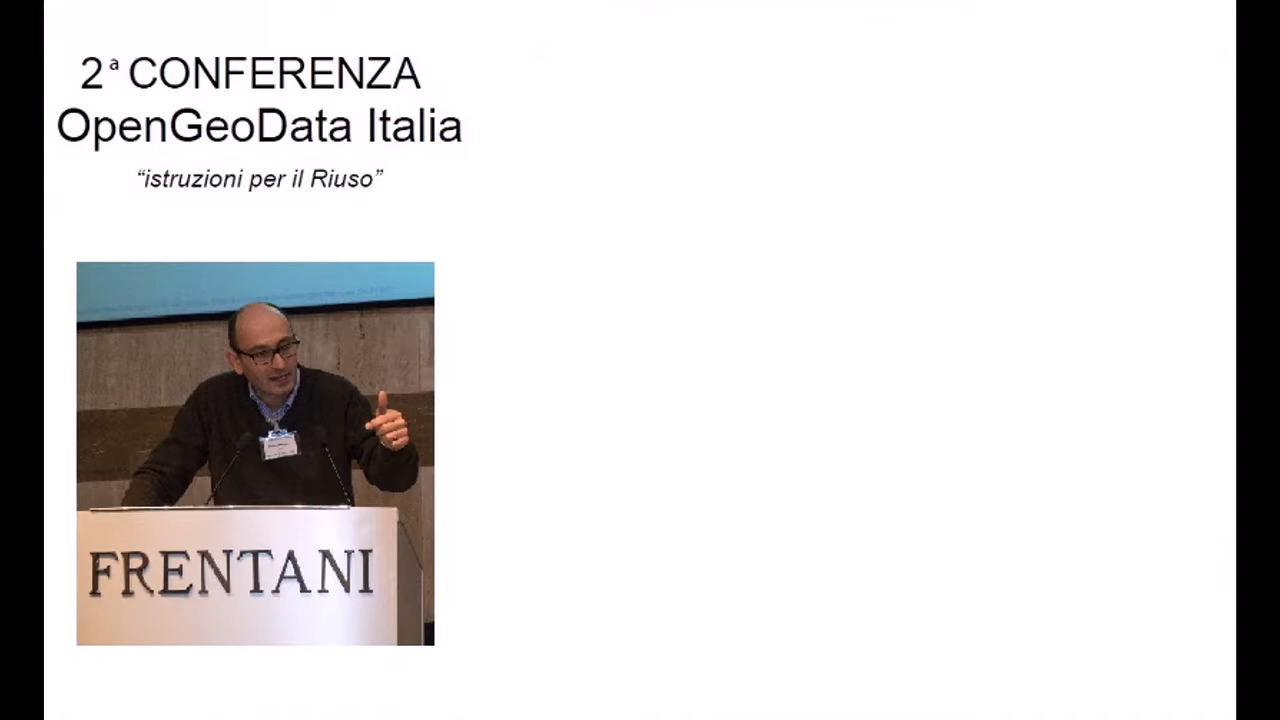 2ª CONFERENZA
OpenGeoData Italia
“istruzioni per il Riuso”
FRENTANI